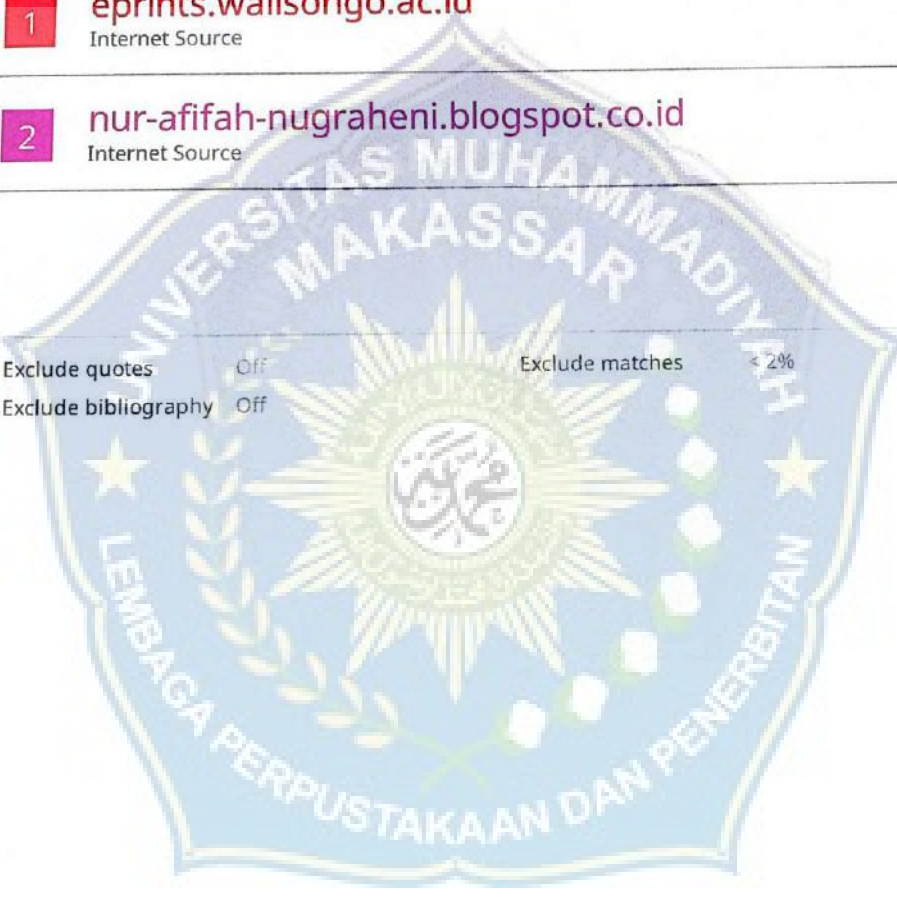 1
eprints.walisongo.ac.id
Internet Source
2
nur-afifah-nugraheni.blogspot.co.id
Internet Source
UNIVERSITAS MUHAMMADIYAH
MAKASSAR
Exclude quotes Off Exclude matches < 2%
Exclude bibliography Off
LEMBAGA PERPUSTAKAAN DAN PENERBITAN